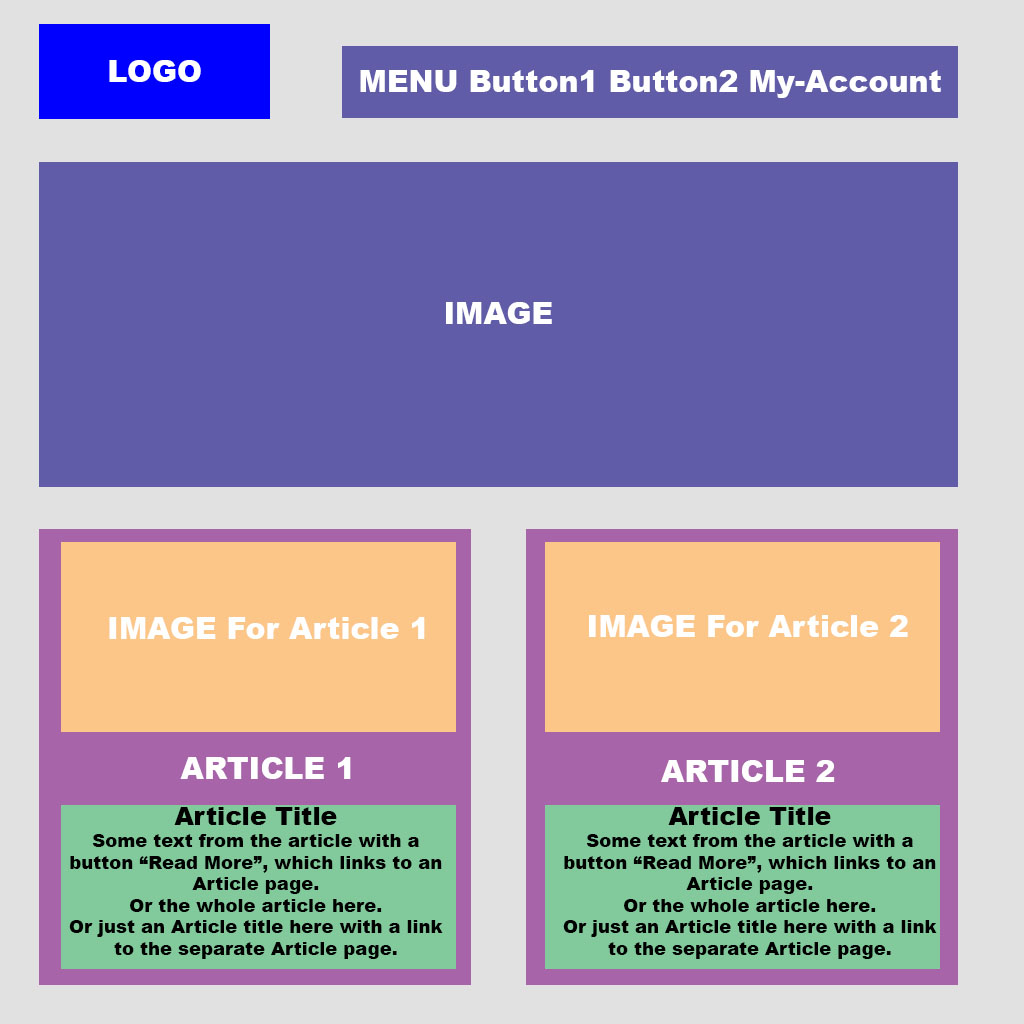 LOGO
MENU Button1 Button2 My-Account
IMAGE
IMAGE For Article 1
ARTICLE 1
Article Title
Some text from the article with a
button “Read More”, which links to an
Article page.
Or the whole article here.
Or just an Article title here with a link
to the separate Article page.
IMAGE For Article 2
ARTICLE 2
Article Title
Some text from the article with a
button “Read More”, which links to an
Article page.
Or the whole article here.
Or just an Article title here with a link
to the separate Article page.